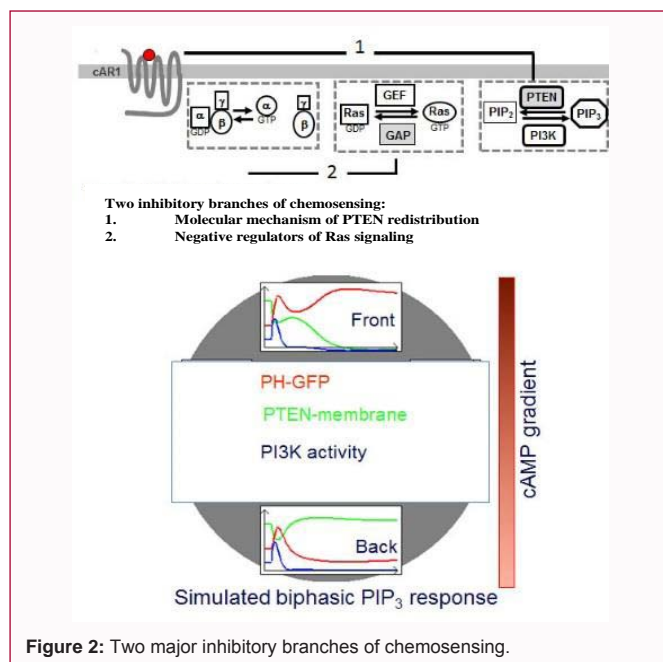 1
cAR1
α
GDP
γ
β
α
GTP
γ
β
Ras
GDP
GEF
GAP
Ras
GTP
PIP2
PTEN
PI3K
PIP3
2
Two inhibitory branches of chemosensing:
1. Molecular mechanism of PTEN redistribution
2. Negative regulators of Ras signaling
Front
PH-GFP
PTEN-membrane
PI3K activity
cAMP gradient
Back
Simulated biphasic PIP3 response
Figure 2: Two major inhibitory branches of chemosensing.